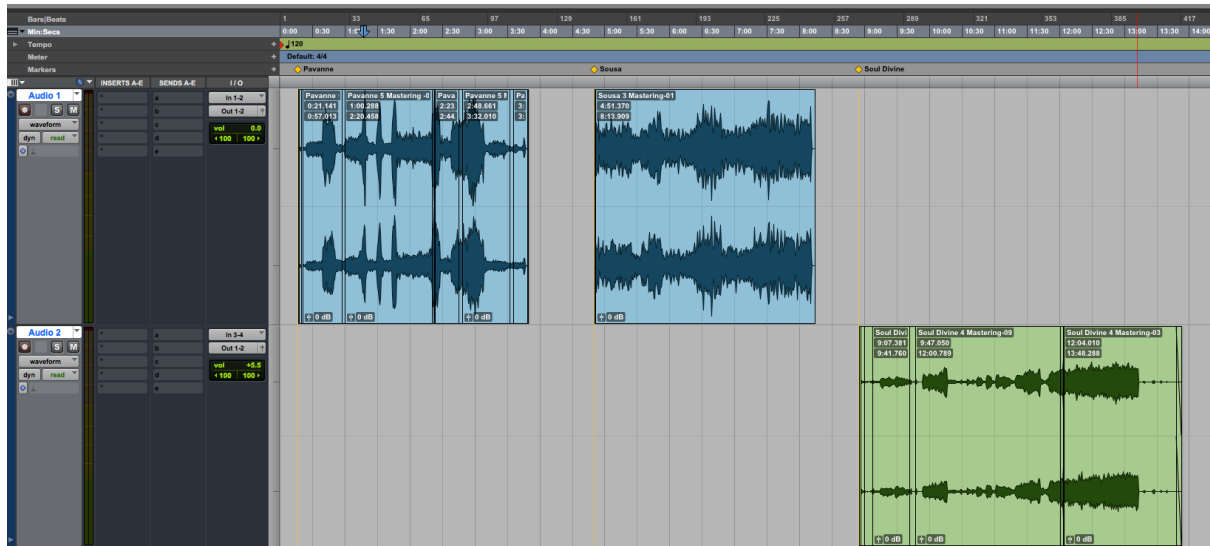 Bars|Beats 1 33 65 97 129 161 193 225 257 289 321 353 385 417
Min:Secs 0:00 0:30 1:30 2:00 2:30 3:00 3:30 4:00 4:30 5:00 5:30 6:00 6:30 7:00 7:30 8:00 8:30 9:00 9:30 10:00 10:30 11:00 11:30 12:00 12:30 13:00 13:30 14:00
Tempo + 120
Meter + Default: 4/4
Markers + Pavanne Sousa Soul Divine
INSERTS A-E SENDS A-E I / O
Audio 1 a In 1-2
S M b Out 1-2
waveform c vol 0.0
dyn read d 100 100
e
Pavanne Pavanne 5 Mastering -0 Pava Pavanne 5 M Pa
0:21.141 1:00.288 2:23 2:48.661 3:
0:57.013 2:20.458 2:44 3:32.010 3:
0 dB 0 dB 0 dB
Sousa 3 Mastering-01
4:51.370
8:13.909
0 dB
Audio 2 a In 3-4
S M b Out 1-2
waveform c vol +5.5
dyn read d 100 100
e
Soul Divi Soul Divine 4 Mastering-09 Soul Divine 4 Mastering-03
9:07.381 9:47.050 12:04.010
9:41.760 12:00.789 13:48.288
0 dB 0 dB 0 dB